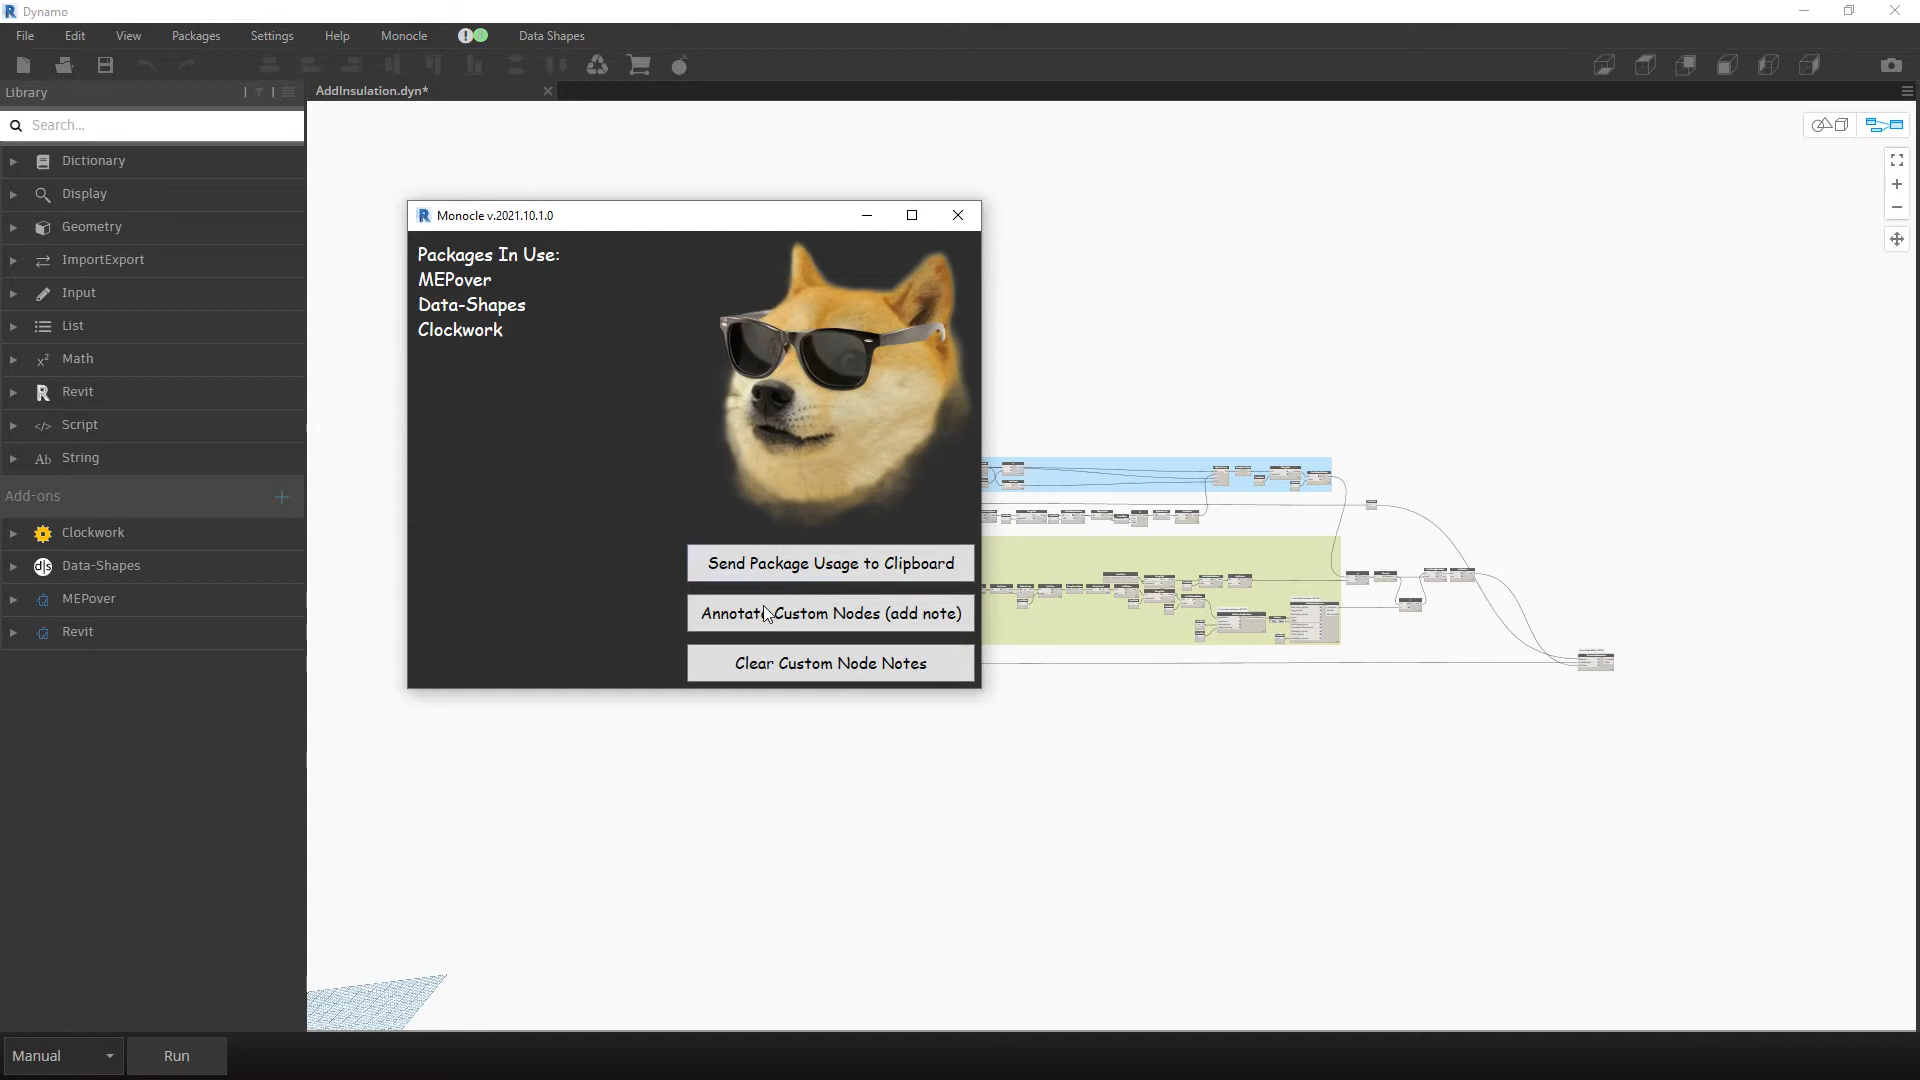 Dynamo
File Edit View Packages Settings Help Monocle Data Shapes
Library
AddInsulation.dyn*
Search...
Dictionary
Display
Geometry
ImportExport
Input
List
Math
Revit
Script
String
Add-ons
Clockwork
Data-Shapes
MEPover
Revit
Monocle v.2021.10.1.0
Packages In Use:
MEPover
Data-Shapes
Clockwork
Send Package Usage to Clipboard
Annotate Custom Nodes (add note)
Clear Custom Node Notes
Manual
Run